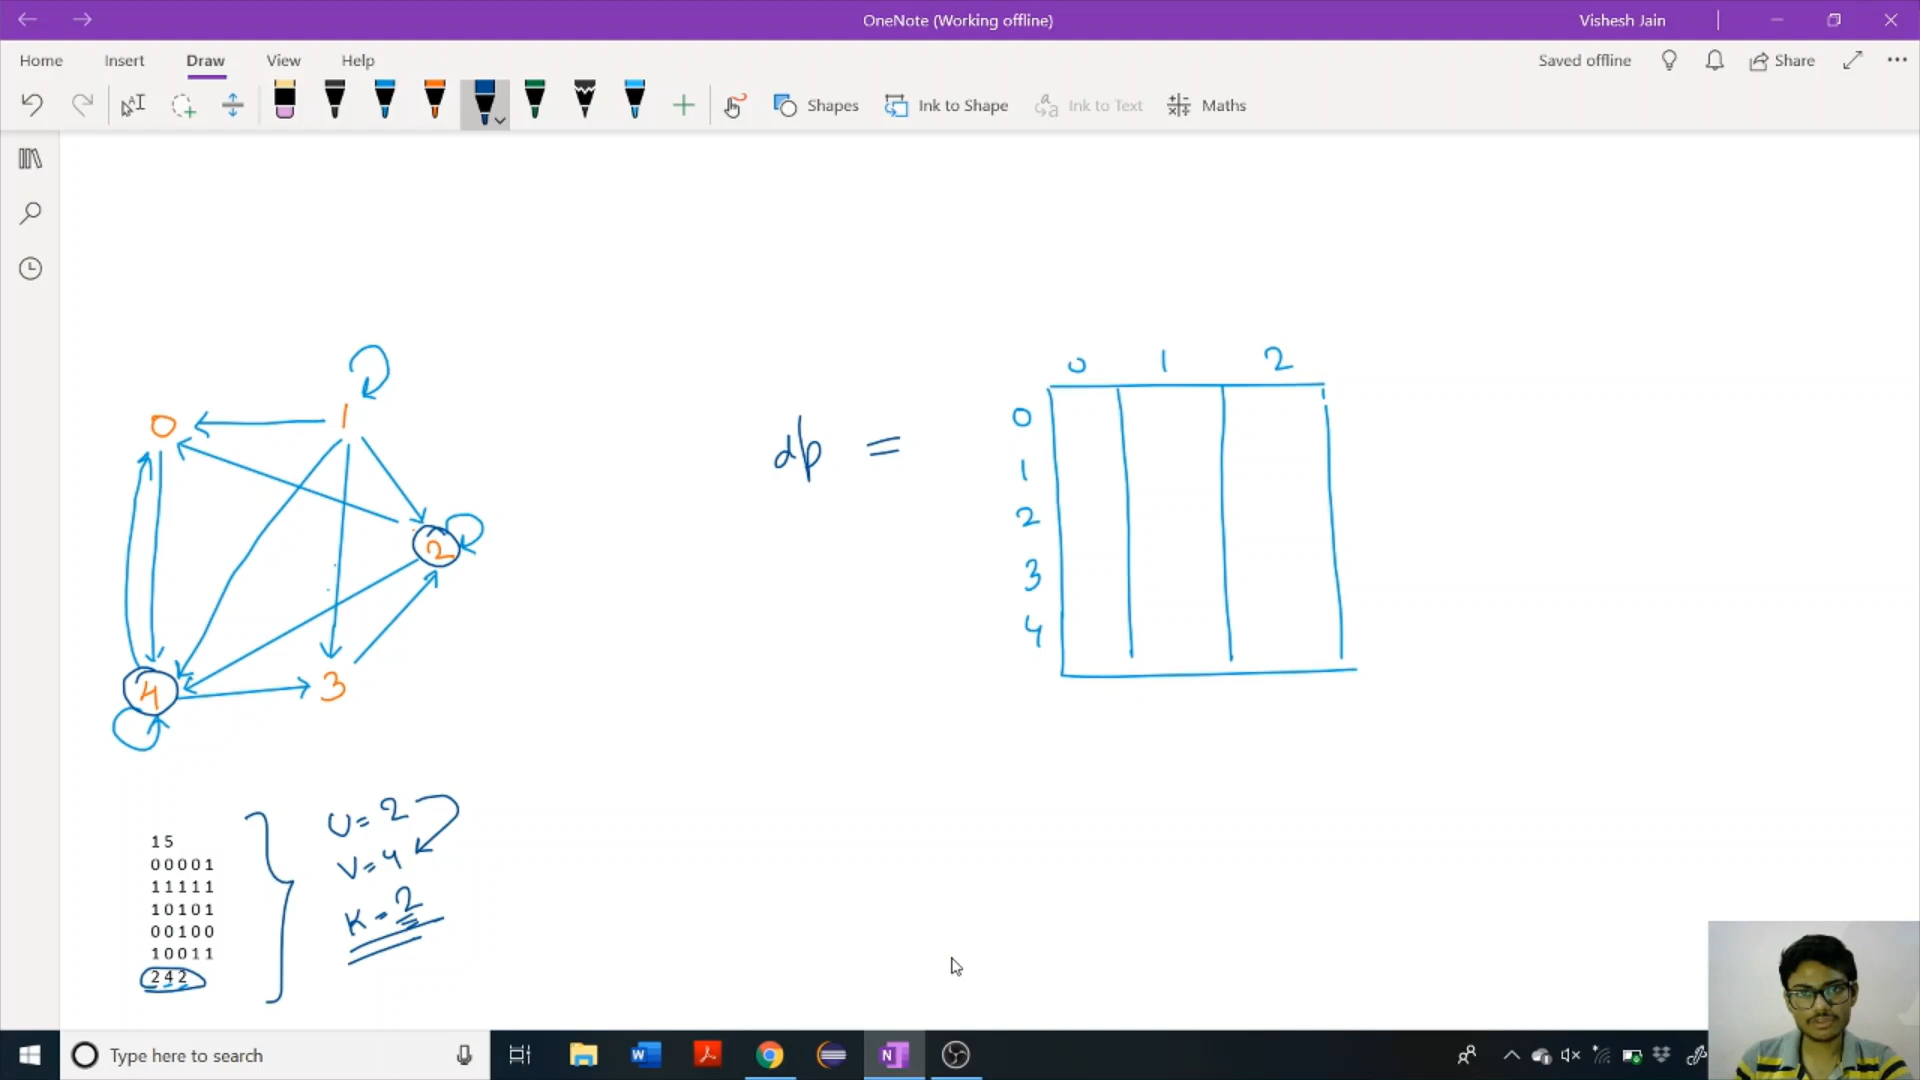 OneNote (Working offline)
Vishesh Jain
Home Insert Draw View Help
Saved offline
Share
Shapes
Ink to Shape
Ink to Text
Maths
0 1 2
0
1
2
3
4
dp =
0 1
2
4 3
U = 2
V = 4
K = 2
1 5
0 0 0 0 1
1 1 1 1 1
1 0 1 0 1
0 0 1 0 0
1 0 0 1 1
2 4 2
Type here to search